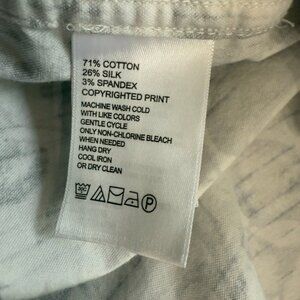 71% COTTON
26% SILK
3% SPANDEX
COPYRIGHTED PRINT
MACHINE WASH COLD
WITH LIKE COLORS
GENTLE CYCLE
ONLY NON-CHLORINE BLEACH
WHEN NEEDED
HANG DRY
COOL IRON
OR DRY CLEAN
P